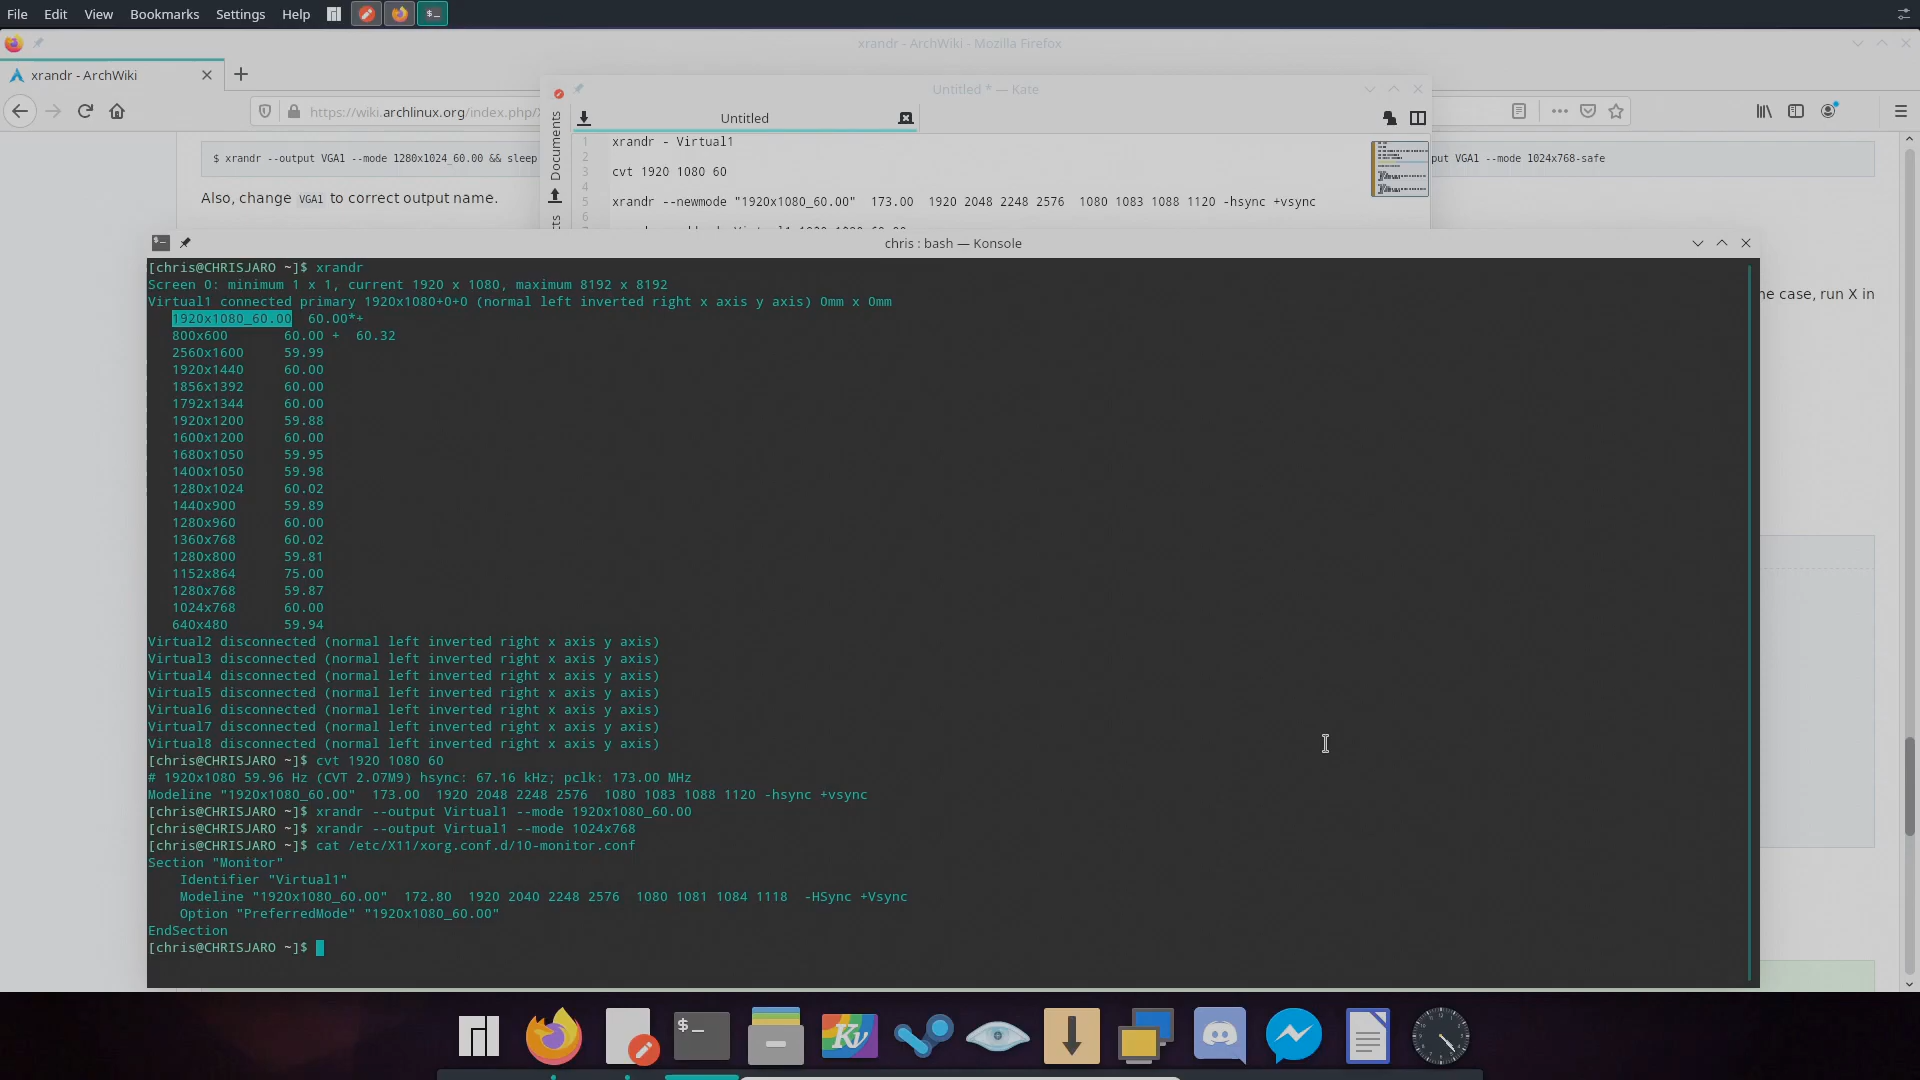 File Edit View Bookmarks Settings Help
xrandr - ArchWiki - Mozilla Firefox
xrandr - ArchWiki
https://wiki.archlinux.org/index.php/
Untitled * — Kate
Untitled
Documents
$ xrandr --output VGA1 --mode 1280x1024_60.00 && sleep
put VGA1 --mode 1024x768-safe
Also, change VGA1 to correct output name.
1 xrandr - Virtual1
2
3 cvt 1920 1080 60
4
5 xrandr --newmode "1920x1080_60.00"  173.00  1920 2048 2248 2576  1080 1083 1088 1120 -hsync +vsync
6
case, run X in
chris : bash — Konsole
[chris@CHRISJARO ~]$ xrandr
Screen 0: minimum 1 x 1, current 1920 x 1080, maximum 8192 x 8192
Virtual1 connected primary 1920x1080+0+0 (normal left inverted right x axis y axis) 0mm x 0mm
1920x1080_60.00  60.00*+
800x600       60.00 +  60.32
2560x1600     59.99
1920x1440     60.00
1856x1392     60.00
1792x1344     60.00
1920x1200     59.88
1600x1200     60.00
1680x1050     59.95
1400x1050     59.98
1280x1024     60.02
1440x900      59.89
1280x960      60.00
1360x768      60.02
1280x800      59.81
1152x864      75.00
1280x768      59.87
1024x768      60.00
640x480       59.94
Virtual2 disconnected (normal left inverted right x axis y axis)
Virtual3 disconnected (normal left inverted right x axis y axis)
Virtual4 disconnected (normal left inverted right x axis y axis)
Virtual5 disconnected (normal left inverted right x axis y axis)
Virtual6 disconnected (normal left inverted right x axis y axis)
Virtual7 disconnected (normal left inverted right x axis y axis)
Virtual8 disconnected (normal left inverted right x axis y axis)
[chris@CHRISJARO ~]$ cvt 1920 1080 60
# 1920x1080 59.96 Hz (CVT 2.07M9) hsync: 67.16 kHz; pclk: 173.00 MHz
Modeline "1920x1080_60.00"  173.00  1920 2048 2248 2576  1080 1083 1088 1120 -hsync +vsync
[chris@CHRISJARO ~]$ xrandr --output Virtual1 --mode 1920x1080_60.00
[chris@CHRISJARO ~]$ xrandr --output Virtual1 --mode 1024x768
[chris@CHRISJARO ~]$ cat /etc/X11/xorg.conf.d/10-monitor.conf
Section "Monitor"
Identifier "Virtual1"
Modeline "1920x1080_60.00"  172.80  1920 2040 2248 2576  1080 1081 1084 1118  -HSync +Vsync
Option "PreferredMode" "1920x1080_60.00"
EndSection
[chris@CHRISJARO ~]$
$_
Kv